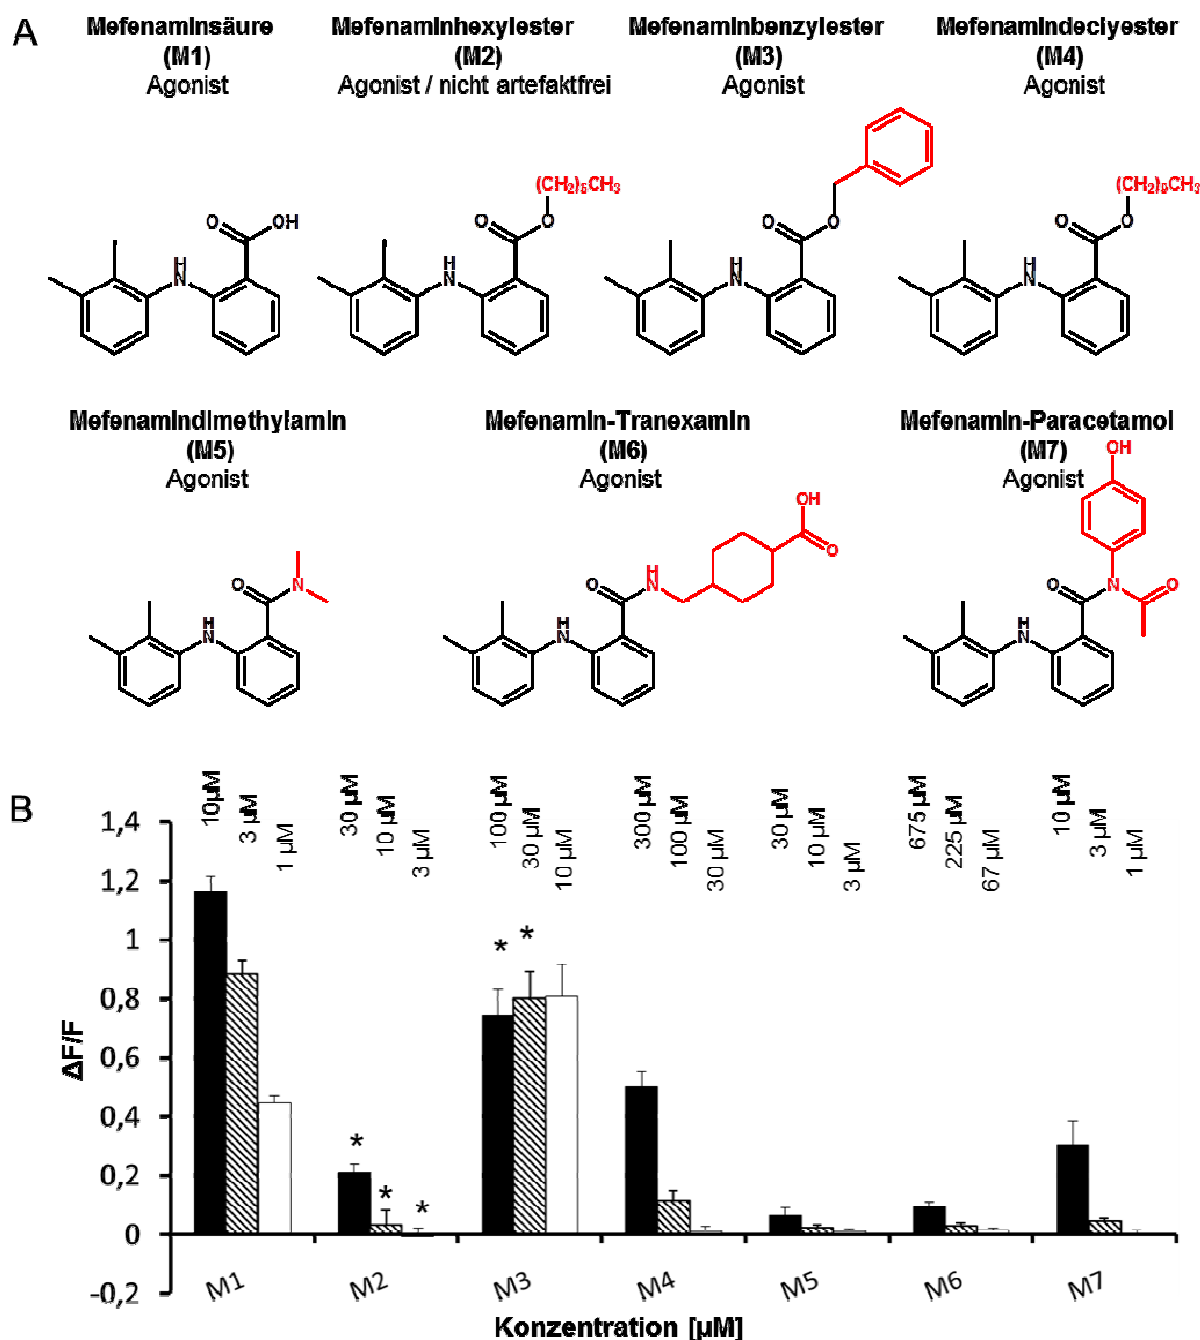 A
Mefenaminsäure
(M1)
Agonist
Mefenaminhexylester
(M2)
Agonist / nicht artefaktfrei
Mefenaminbenzylester
(M3)
Agonist
Mefenamindeclyester
(M4)
Agonist
O
OH
H
N
(CH2)5CH3
O
O
H
N
O
O
H
N
(CH2)9CH3
O
O
H
N
Mefenamindimethylamin
(M5)
Agonist
Mefenamin-Tranexamin
(M6)
Agonist
Mefenamin-Paracetamol
(M7)
Agonist
O
N
H
N
OH
O
H
N
O
H
N
OH
O
N
O
H
N
B
10µM
3 µM
1 µM
30 µM
10 µM
3 µM
100 µM
30 µM
10 µM
300 µM
100 µM
30 µM
30 µM
10 µM
3 µM
675 µM
225 µM
67 µM
10 µM
3 µM
1 µM
1,4
1,2
1
0,8
0,6
0,4
0,2
0
-0,2
ΔF/F
* * *
* *
M1 M2 M3 M4 M5 M6 M7
Konzentration [µM]